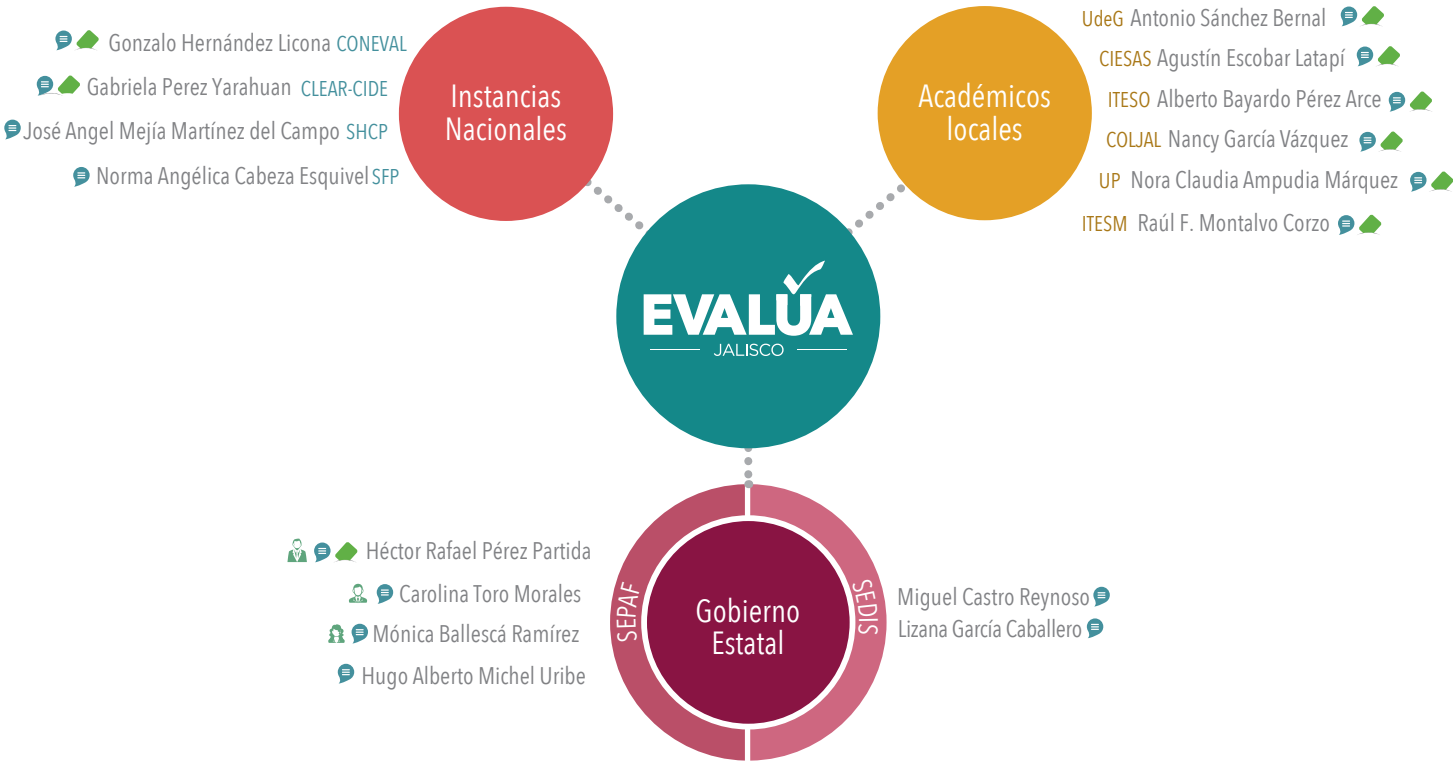 Gonzalo Hernández Licona CONEVAL
Gabriela Perez Yarahuan CLEAR-CIDE
José Angel Mejía Martínez del Campo SHCP
Norma Angélica Cabeza Esquivel SFP
Instancias
Nacionales
Académicos
locales
UdeG Antonio Sánchez Bernal
CIESAS Agustín Escobar Latapí
ITESO Alberto Bayardo Pérez Arce
COLJAL Nancy García Vázquez
UP Nora Claudia Ampudia Márquez
ITESM Raúl F. Montalvo Corzo
EVALÚA
JALISCO
Héctor Rafael Pérez Partida
Carolina Toro Morales
Mónica Ballescá Ramírez
Hugo Alberto Michel Uribe
SEPAF
Gobierno
Estatal
SEDIS
Miguel Castro Reynoso
Lizana García Caballero